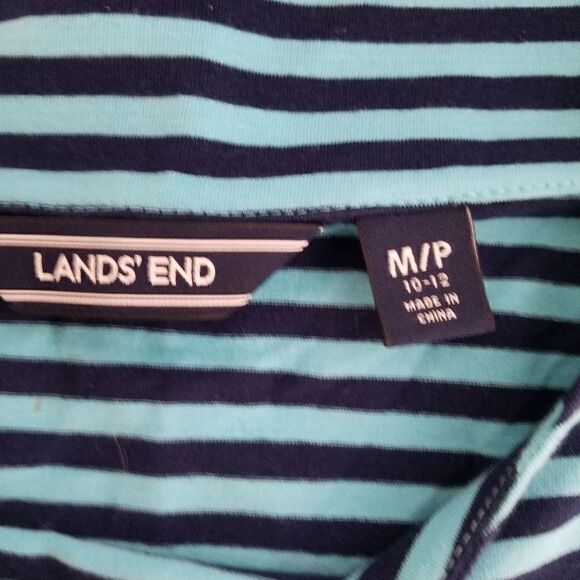 LANDS' END
M/P
10-12
MADE IN
CHINA